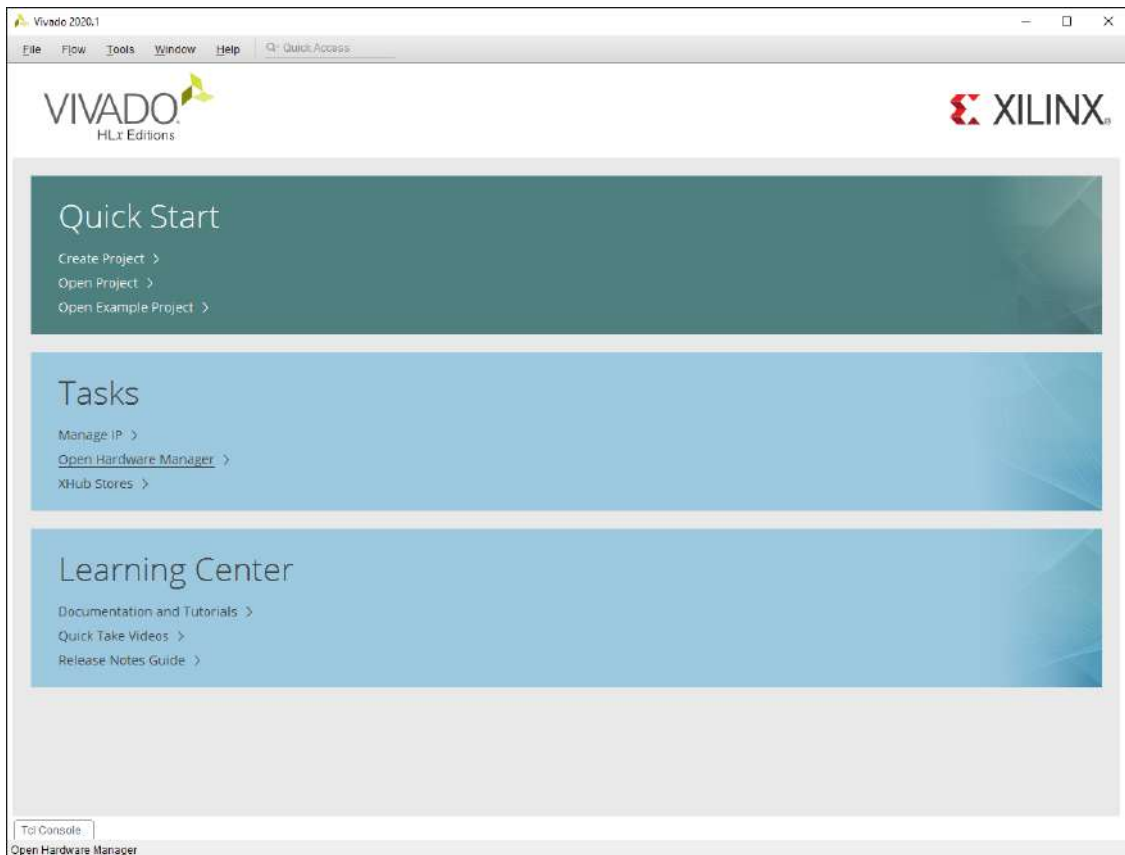 Vivado 2020.1
File Flow Tools Window Help Quick Access
VIVADO.
HLx Editions
XILINX
Quick Start
Create Project >
Open Project >
Open Example Project >
Tasks
Manage IP >
Open Hardware Manager >
XHub Stores >
Learning Center
Documentation and Tutorials >
Quick Take Videos >
Release Notes Guide >
Tcl Console
Open Hardware Manager